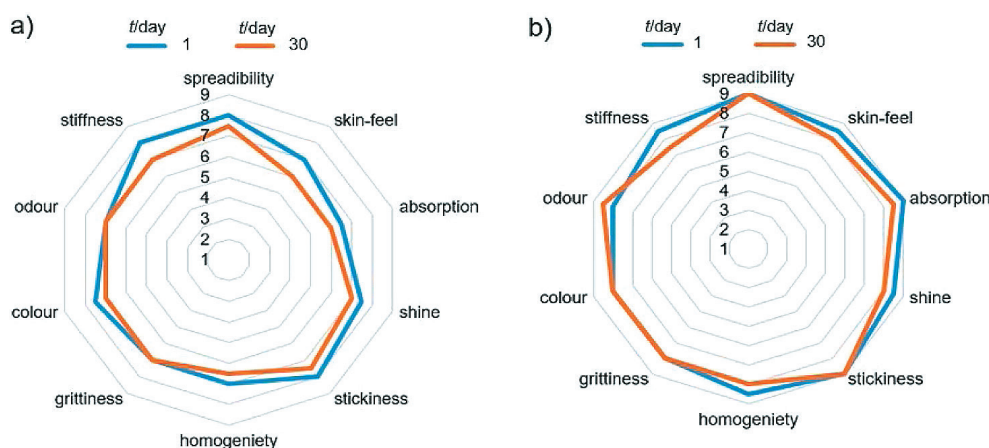 a)
t/day 1
t/day 30
spreadibility
skin-feel
absorption
shine
stickiness
homogeniety
grittiness
colour
odour
stiffness
9
8
7
6
5
4
3
2
1
b)
t/day 1
t/day 30
spreadibility
skin-feel
absorption
shine
stickiness
homogeniety
grittiness
colour
odour
stiffness
9
8
7
6
5
4
3
2
1